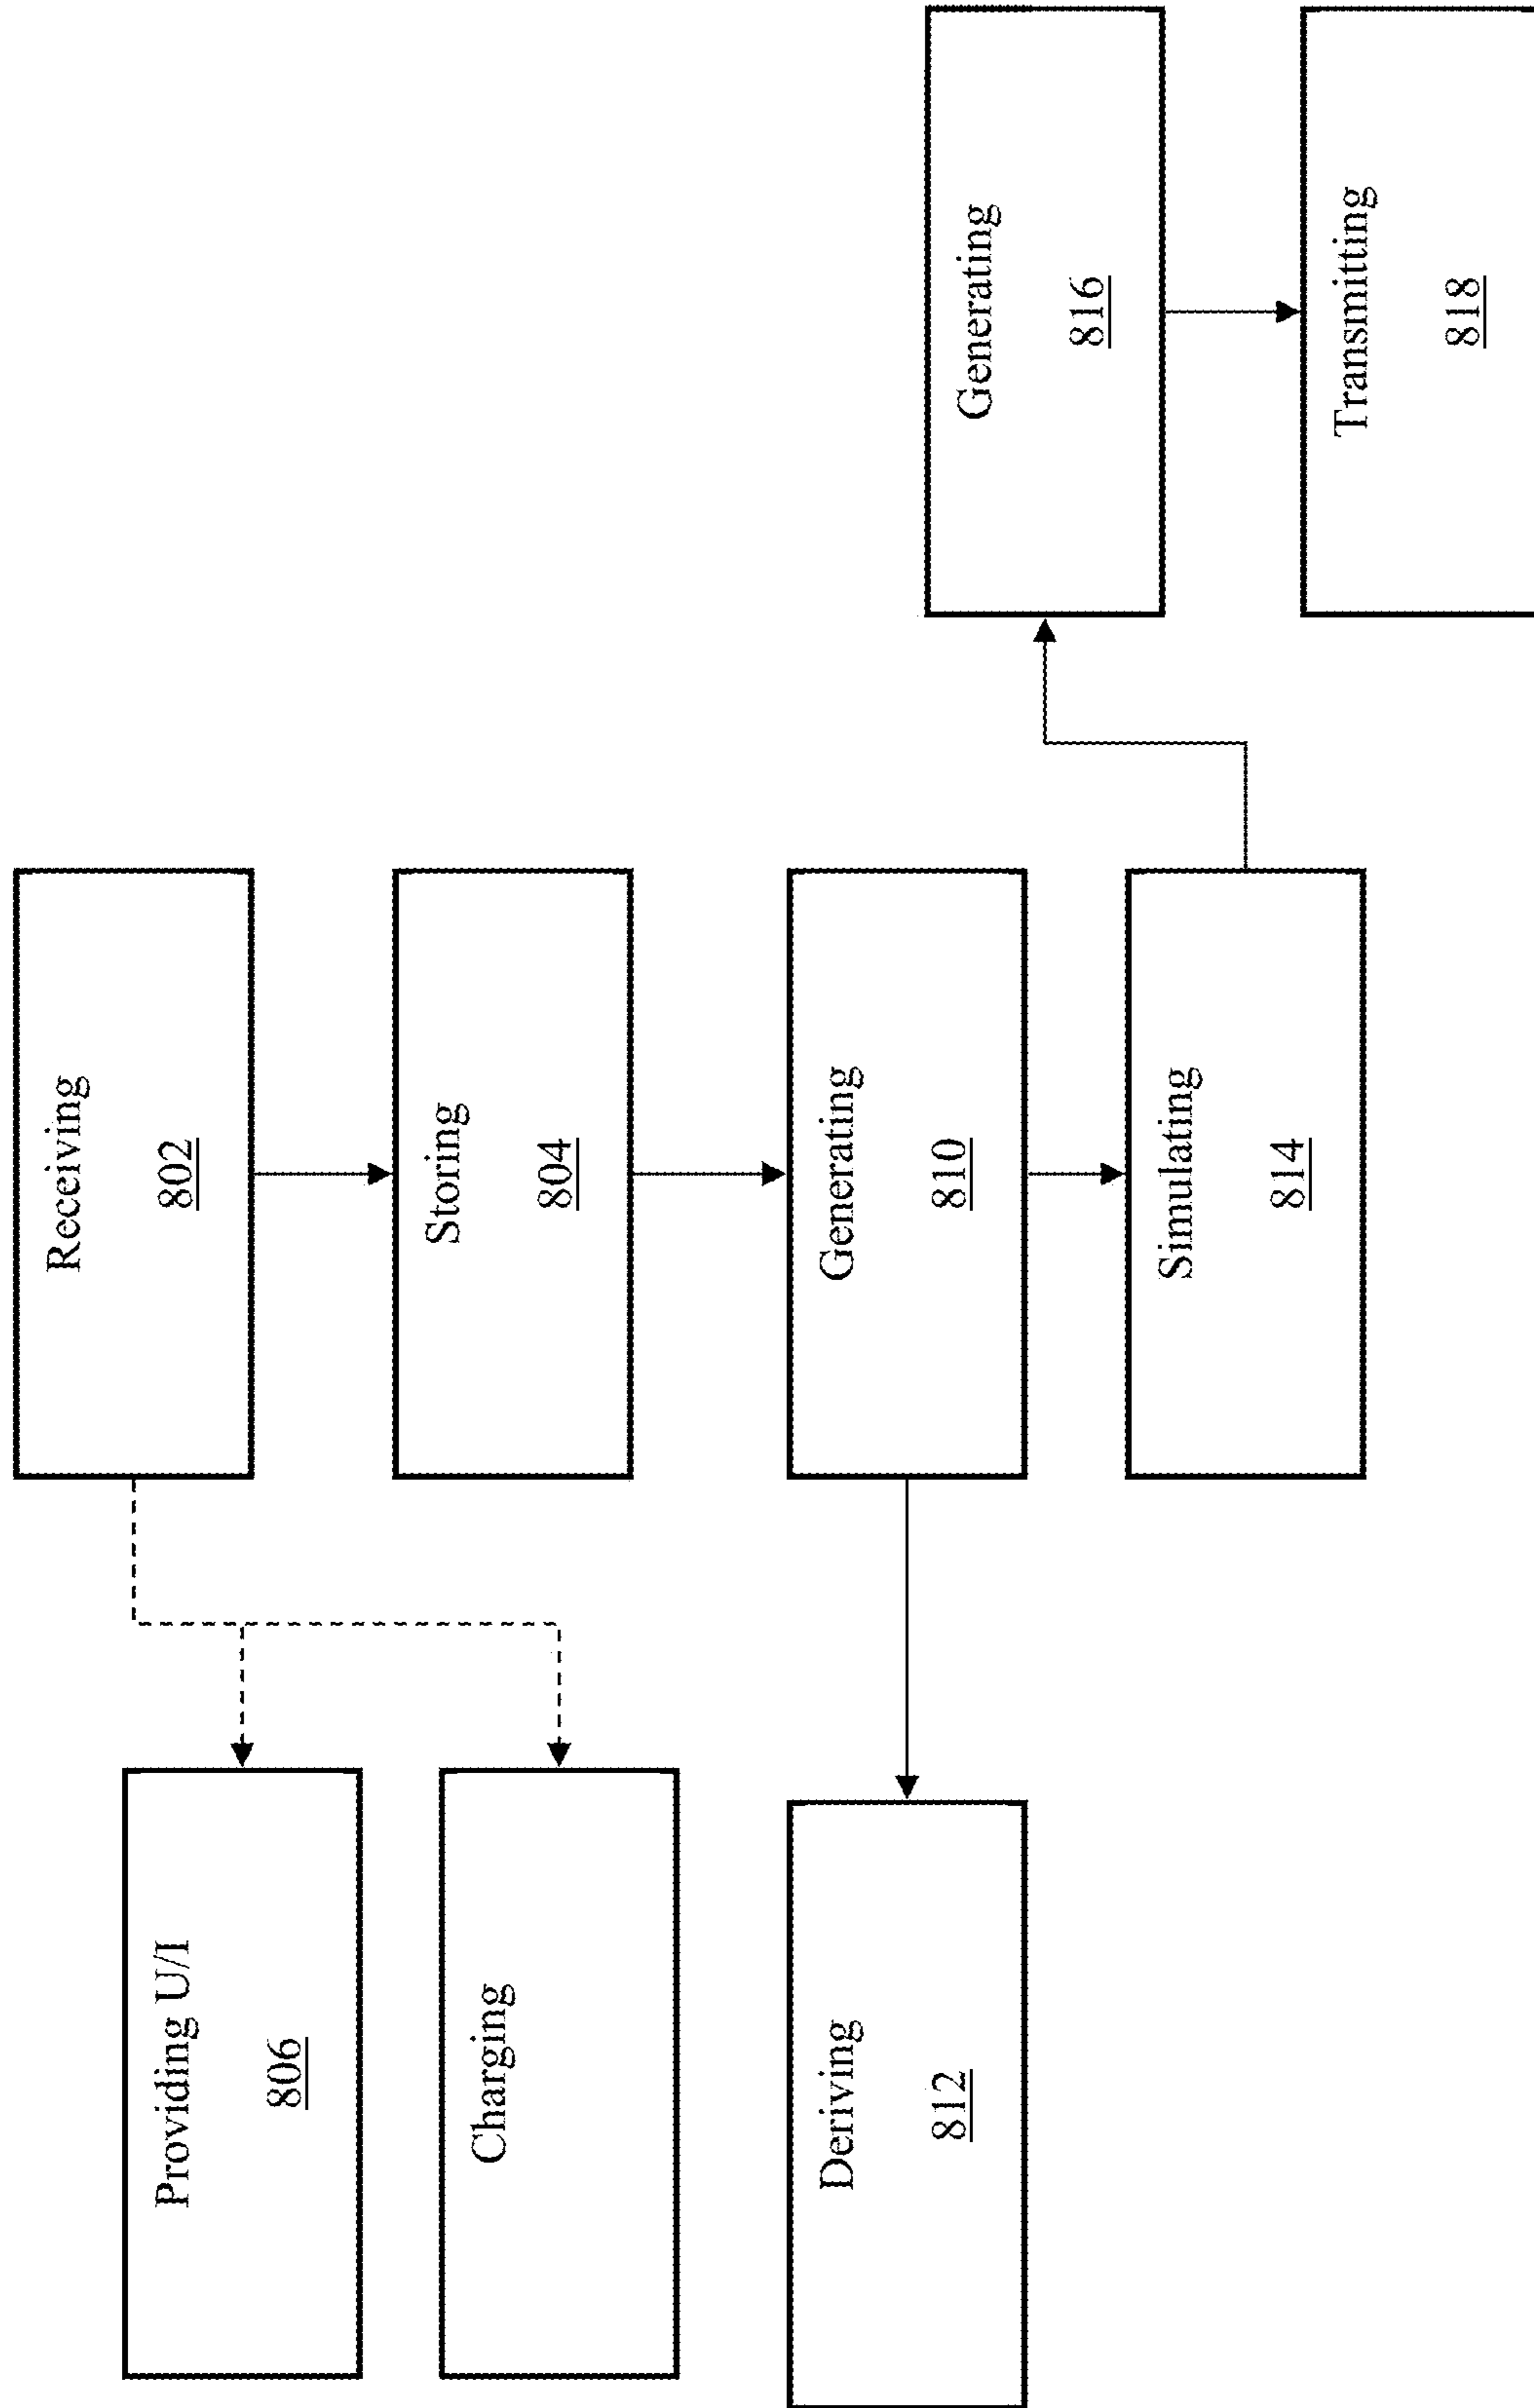 Receiving
802
Storing
804
Providing U/I
806
Charging
Generating
810
Deriving
812
Simulating
814
Generating
816
Transmitting
818